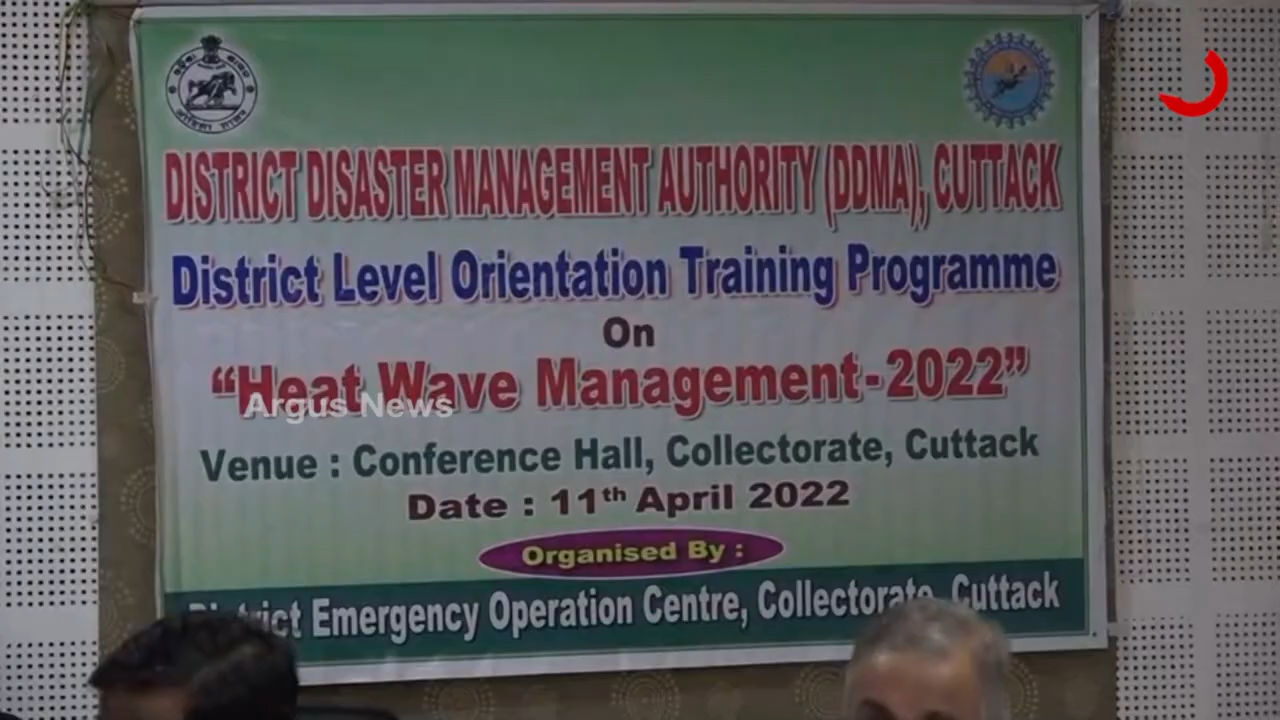 DISTRICT DISASTER MANAGEMENT AUTHORITY (DDMA), CUTTACK
District Level Orientation Training Programme
On
“Heat Wave Management-2022”
Argus News
Venue : Conference Hall, Collectorate, Cuttack
Date : 11th April 2022
Organised By :
District Emergency Operation Centre, Collectorate, Cuttack